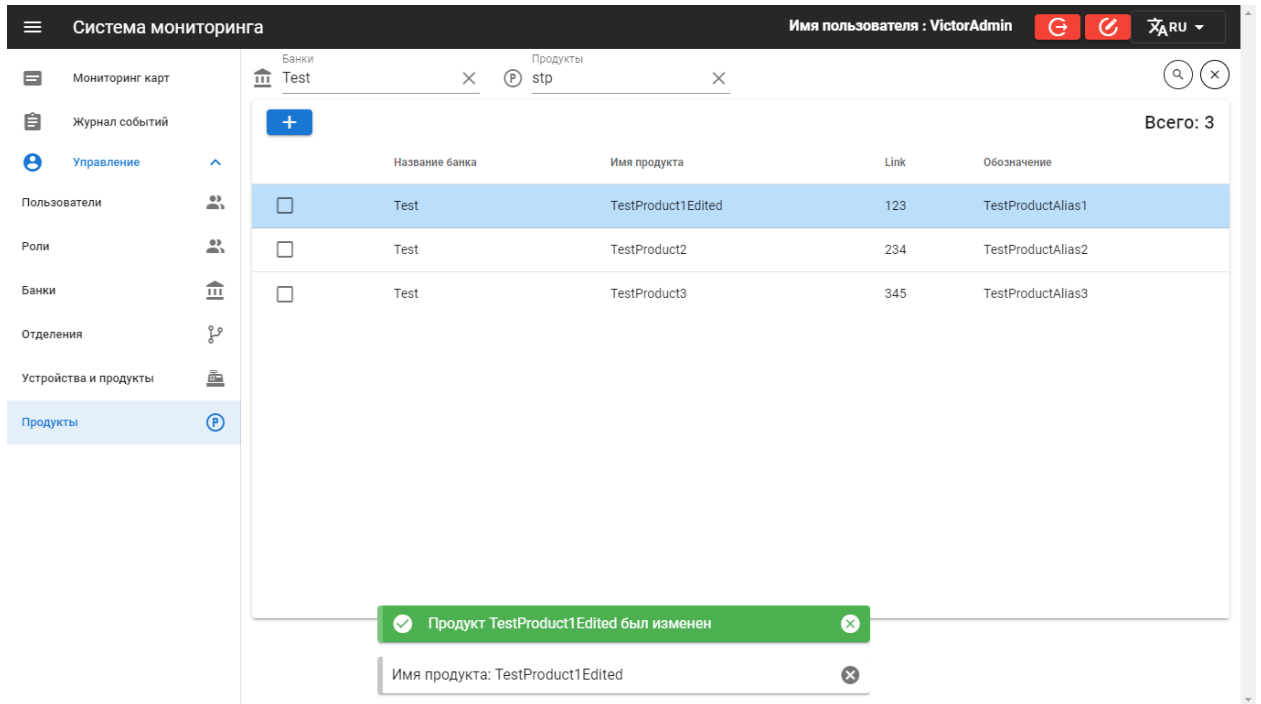 Система мониторинга
Имя пользователя : VictorAdmin
RU
Мониторинг карт
Журнал событий
Управление
Пользователи
Роли
Банки
Отделения
Устройства и продукты
Продукты
P
Банки
Test
Продукты
P
stp
+
Всего: 3
Название банка Имя продукта Link Обозначение
Test TestProduct1Edited 123 TestProductAlias1
Test TestProduct2 234 TestProductAlias2
Test TestProduct3 345 TestProductAlias3
Продукт TestProduct1Edited был изменен
Имя продукта: TestProduct1Edited